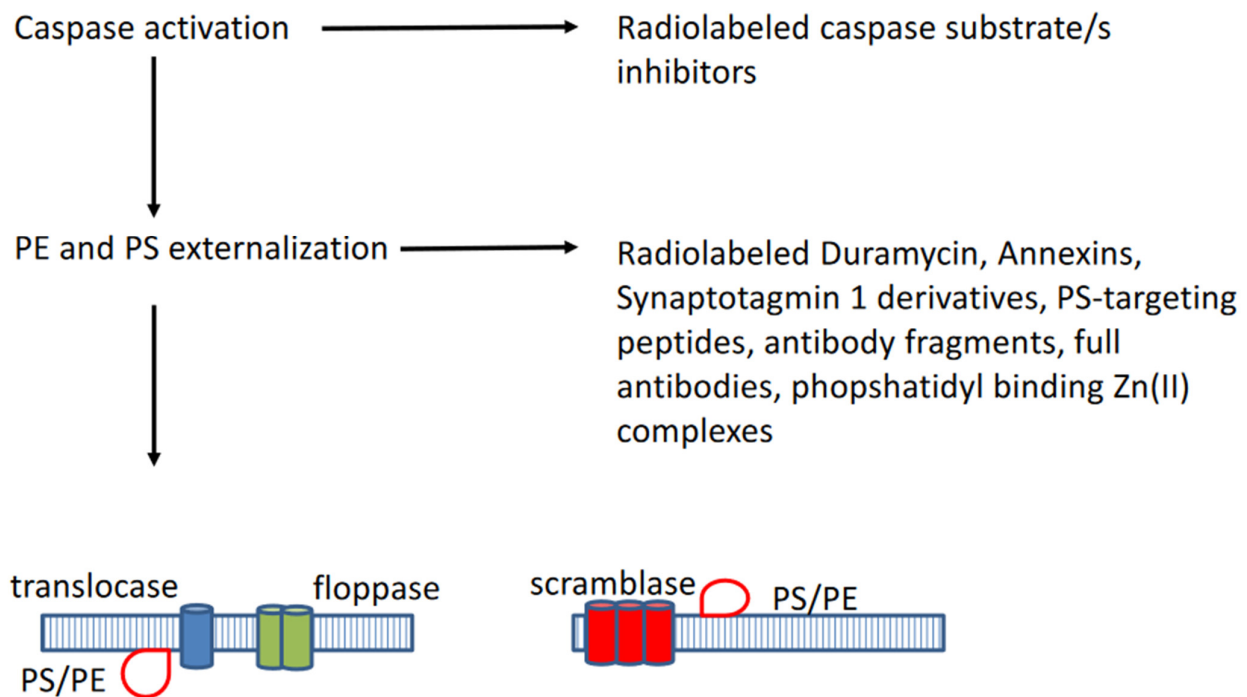 Caspase activation
Radiolabeled caspase substrate/s
inhibitors
PE and PS externalization
Radiolabeled Duramycin, Annexins,
Synaptotagmin 1 derivatives, PS-targeting
peptides, antibody fragments, full
antibodies, phopshatidyl binding Zn(II)
complexes
translocase
floppase
scramblase
PS/PE
PS/PE